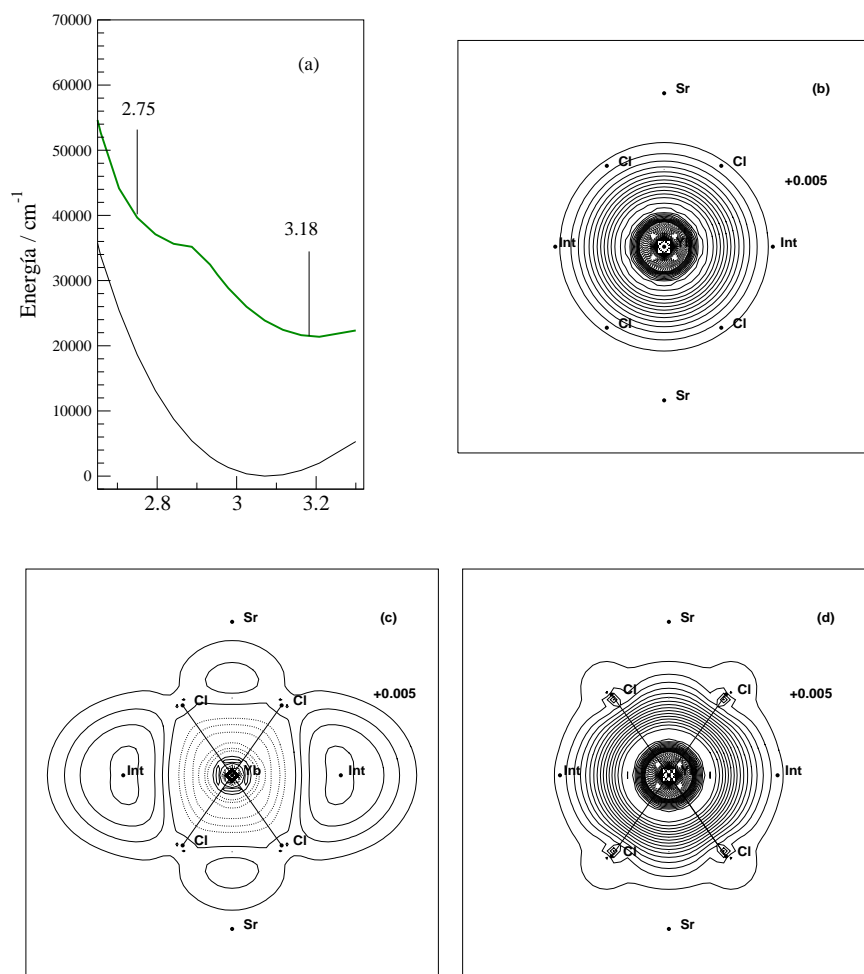 70000
60000
50000
40000
30000
20000
10000
0
Energía / cm⁻¹
(a)
2.75
3.18
2.8
3
3.2
Sr
(b)
Cl
Cl
+0.005
Int
Int
Cl
Cl
Sr
Sr
(c)
Cl
Cl
+0.005
Int
Yb
Int
Cl
Cl
Sr
Sr
(d)
Cl
Cl
+0.005
Int
Int
Cl
Cl
Sr